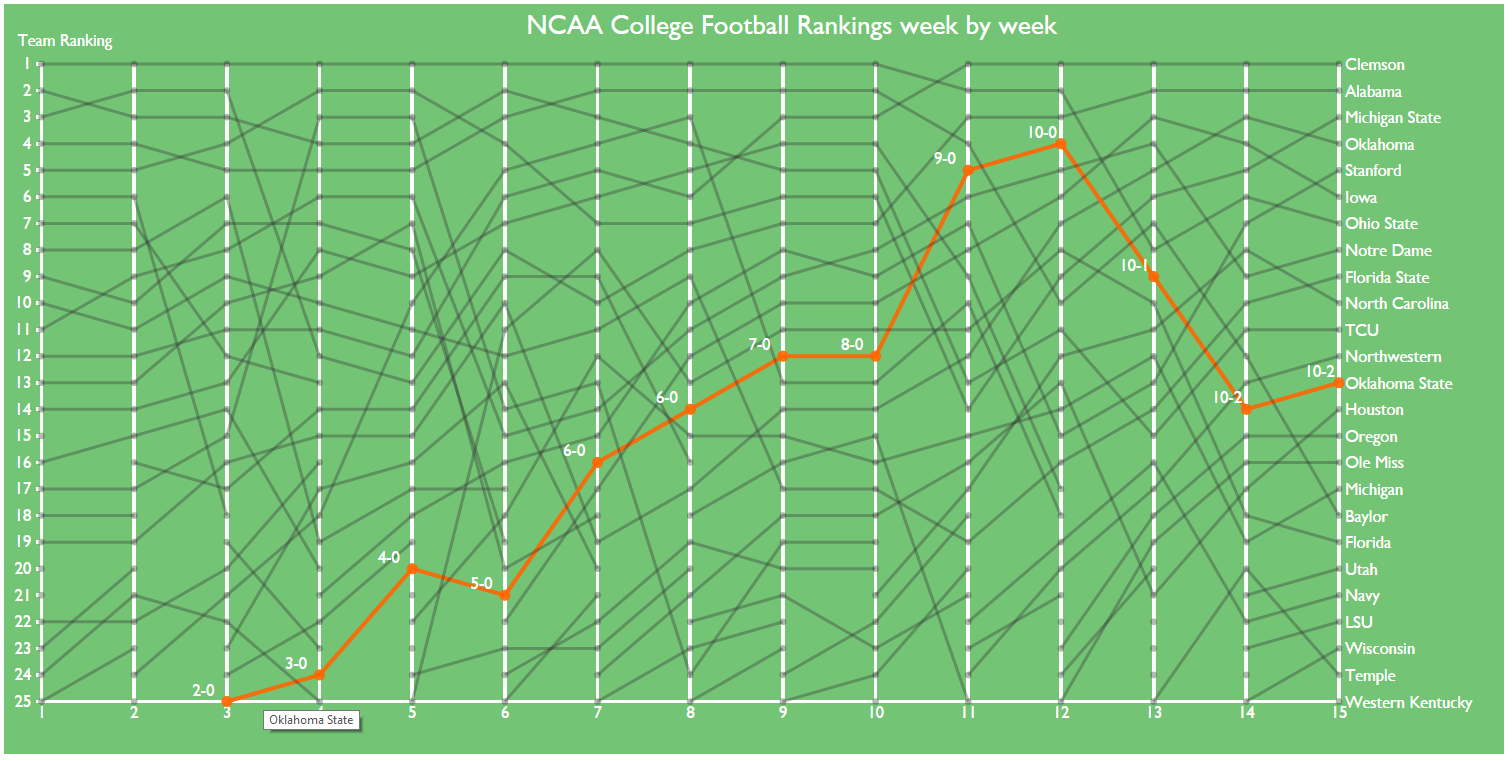 NCAA College Football Rankings week by week
Team Ranking
1 Clemson
2 Alabama
3 Michigan State
4 10-0 Oklahoma
5 9-0 Stanford
6 Iowa
7 Ohio State
8 Notre Dame
9 10-1 Florida State
10 North Carolina
11 TCU
12 7-0 8-0 Northwestern
13 10-2 Oklahoma State
14 6-0 10-2 Houston
15 Oregon
16 6-0 Ole Miss
17 Michigan
18 Baylor
19 Florida
20 4-0 Utah
21 5-0 Navy
22 LSU
23 Wisconsin
24 3-0 Temple
25 2-0 Western Kentucky
1 2 3 4 5 6 7 8 9 10 11 12 13 14 15
Oklahoma State